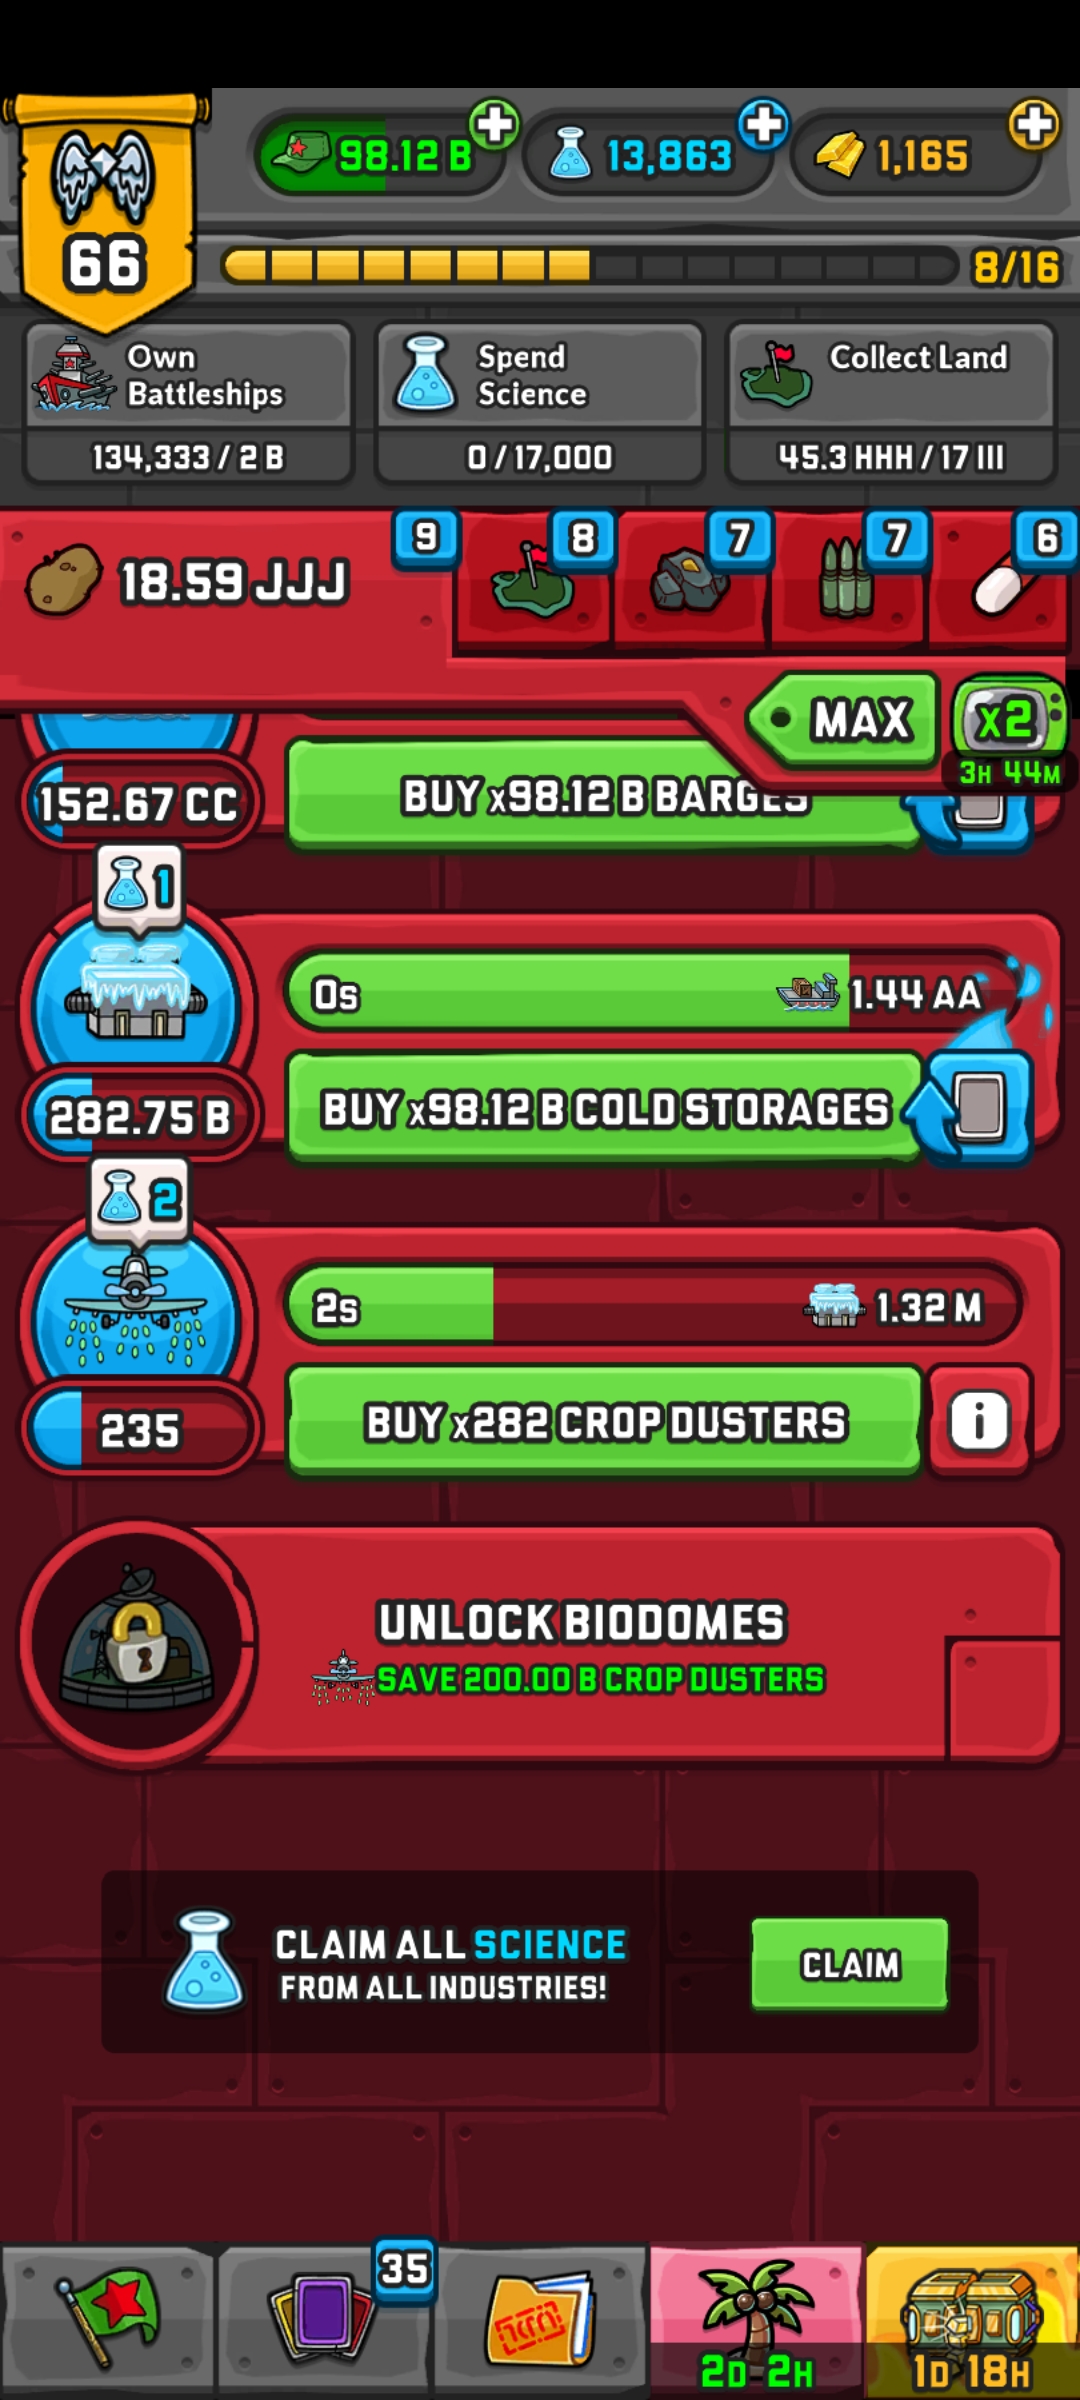 98.12 B
13,863
1,165
66
8/16
Own
Battleships
134,333 / 2 B
Spend
Science
0 / 17,000
Collect Land
45.3 HHH / 17 III
18.59 JJJ
9
8
7
7
6
MAX
x2
3H 44M
152.67 CC
BUY x98.12 B BARGES
1
0s
1.44 AA
282.75 B
BUY x98.12 B COLD STORAGES
2
2s
1.32 M
235
BUY x282 CROP DUSTERS
i
UNLOCK BIODOMES
SAVE 200.00 B CROP DUSTERS
CLAIM ALL SCIENCE
FROM ALL INDUSTRIES!
CLAIM
35
2D 2H
1D 18H